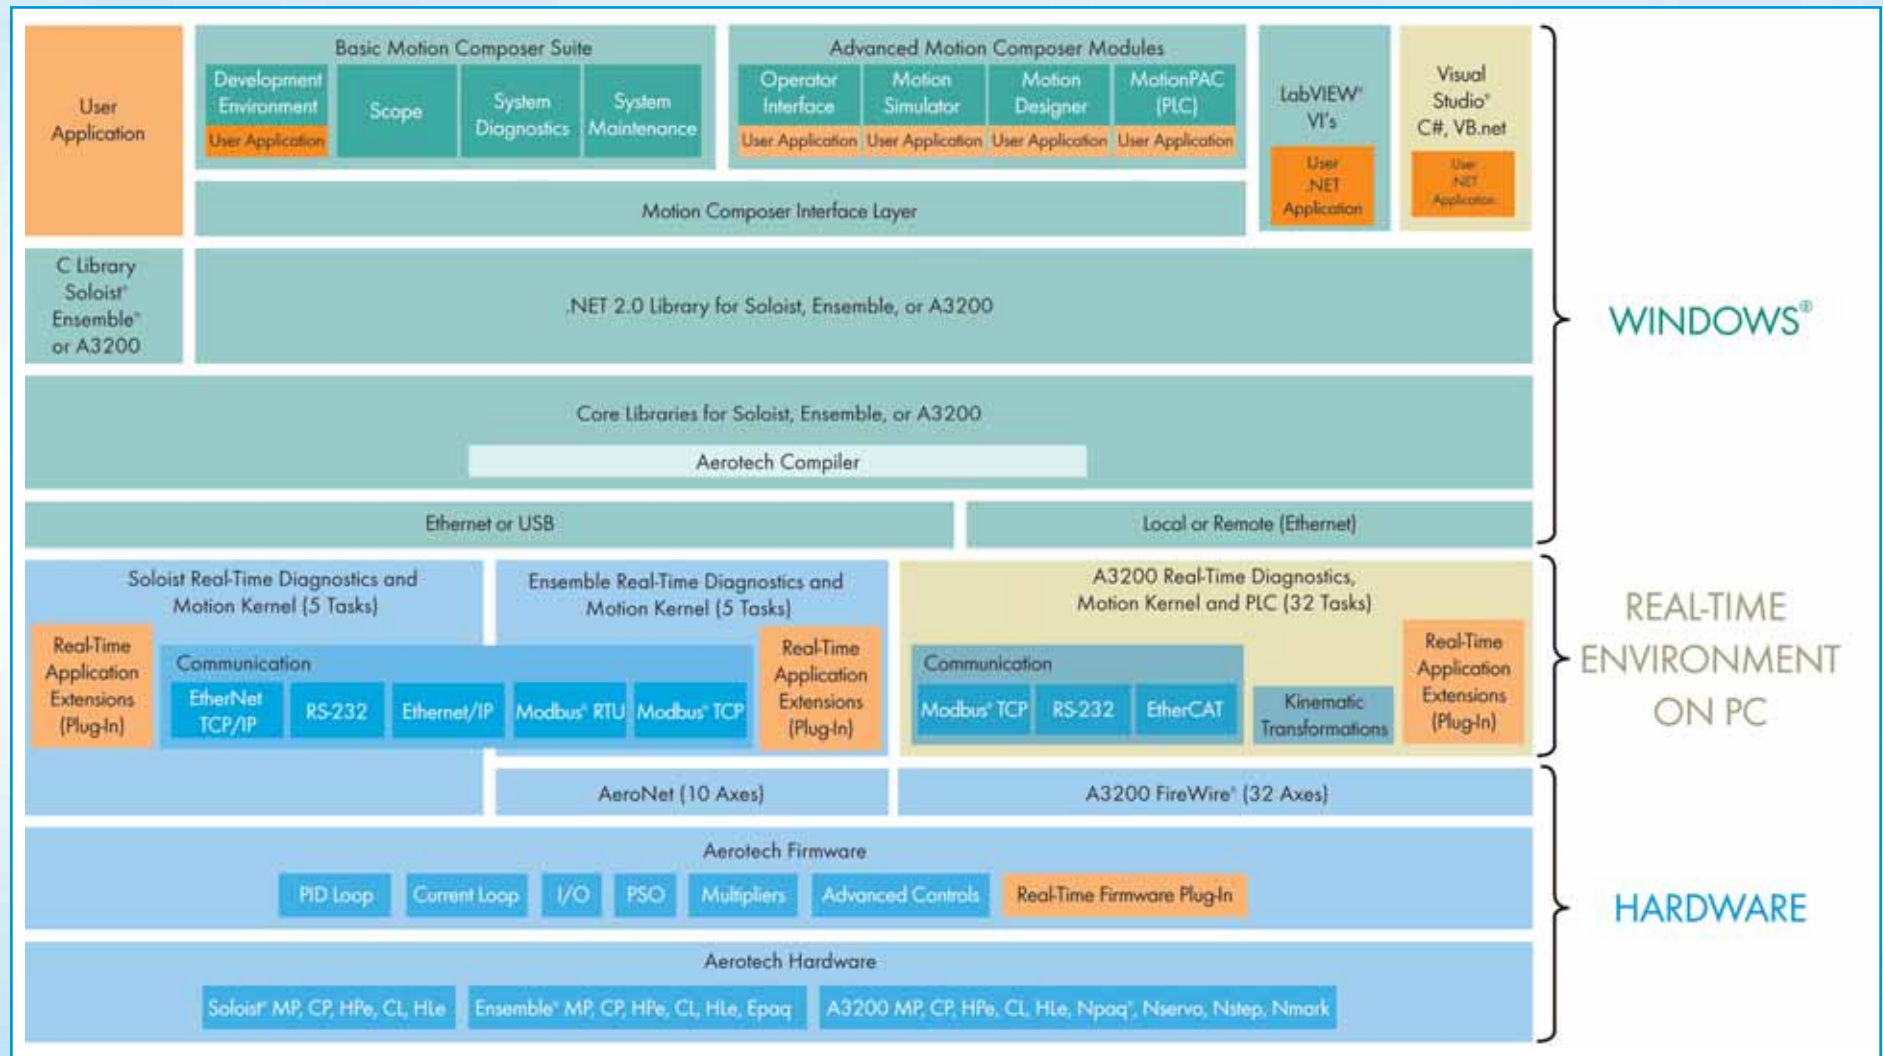 User
Application
Basic Motion Composer Suite
Development
Environment
User Application
Scope
System
Diagnostics
System
Maintenance
Advanced Motion Composer Modules
Operator
Interface
User Application
Motion
Simulator
User Application
Motion
Designer
User Application
MotionPAC
(PLC)
User Application
LabVIEW®
VI's
User
.NET
Application
Visual
Studio®
C#, VB.net
User
.NET
Application
Motion Composer Interface Layer
C Library
Soloist®
Ensemble®
or A3200
.NET 2.0 Library for Soloist, Ensemble, or A3200
WINDOWS®
Core Libraries for Soloist, Ensemble, or A3200
Aerotech Compiler
Ethernet or USB
Local or Remote (Ethernet)
Soloist Real-Time Diagnostics and
Motion Kernel (5 Tasks)
Ensemble Real-Time Diagnostics and
Motion Kernel (5 Tasks)
A3200 Real-Time Diagnostics,
Motion Kernel and PLC (32 Tasks)
Real-Time
Application
Extensions
(Plug-In)
Communication
EtherNet
TCP/IP
RS-232
Ethernet/IP
Modbus® RTU
Modbus® TCP
Real-Time
Application
Extensions
(Plug-In)
Communication
Modbus® TCP
RS-232
EtherCAT
Kinematic
Transformations
Real-Time
Application
Extensions
(Plug-In)
REAL-TIME
ENVIRONMENT
ON PC
AeroNet (10 Axes)
A3200 FireWire® (32 Axes)
Aerotech Firmware
PID Loop
Current Loop
I/O
PSO
Multipliers
Advanced Controls
Real-Time Firmware Plug-In
HARDWARE
Aerotech Hardware
Soloist® MP, CP, HPe, CL, HLe
Ensemble® MP, CP, HPe, CL, HLe, Epaq
A3200 MP, CP, HPe, CL, HLe, Npaq®, Nservo, Nstep, Nmark